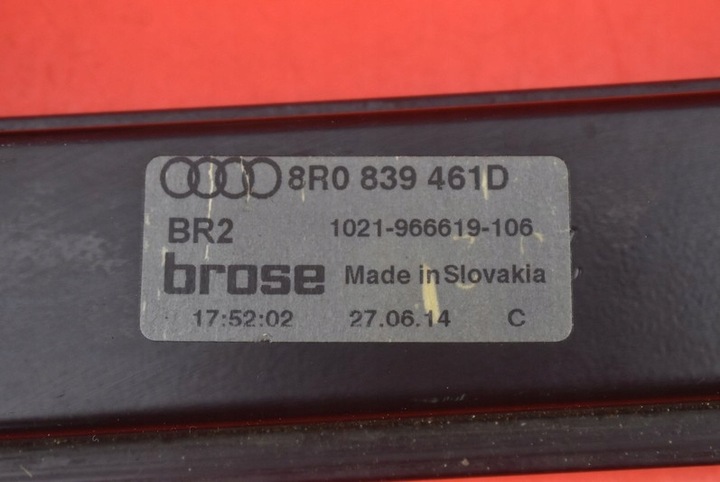 8R0 839 461D
BR2 1021-966619-106
brose Made in Slovakia
17:52:02 27.06.14 C